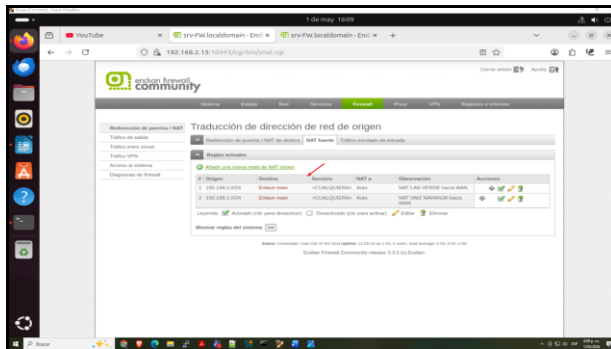 1 de may 16:09
YouTube
srv-FW.localdomain - Endi
srv-FW.localdomain - Endi
192.168.2.15:10443/cgi-bin/snat.cgi
Cerrar sesión Ayuda
endian firewall
community
Sistema Estado Red Servicios Firewall Proxy VPN Registros e informes
Redirección de puertos / NAT
Tráfico de salida
Tráfico entre zonas
Tráfico VPN
Acceso al sistema
Diagramas de firewall
Traducción de dirección de red de origen
Redirección de puertos / NAT de destino NAT fuente Tráfico enrutado de entrada
Reglas actuales
Añadir una nueva regla de NAT origen
# Origen Destino Servicio NAT a Observación Acciones
1 192.168.2.0/24 Enlace main <CUALQUIERA> Auto NAT LAN VERDE hacia WAN
2 192.168.1.0/24 Enlace main <CUALQUIERA> Auto NAT DMZ NARANJA hacia WAN
Leyenda: Activado (clic para desactivar) Desactivado (clic para activar) Editar Eliminar
Mostrar reglas del sistema >>
Endian Firewall Community release 3.3.2 (c) Endian
Buscar